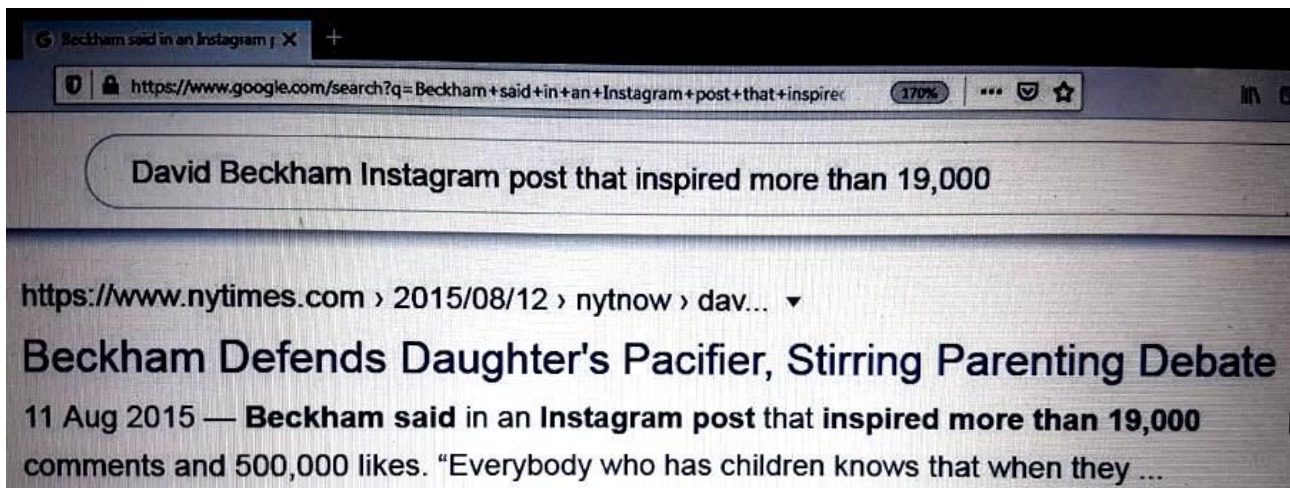 Beckham said in an Instagram p
https://www.google.com/search?q=Beckham+said+in+an+Instagram+post+that+inspirec 170%
David Beckham Instagram post that inspired more than 19,000
https://www.nytimes.com › 2015/08/12 › nytnow › dav...
Beckham Defends Daughter's Pacifier, Stirring Parenting Debate
11 Aug 2015 — Beckham said in an Instagram post that inspired more than 19,000
comments and 500,000 likes. “Everybody who has children knows that when they ...